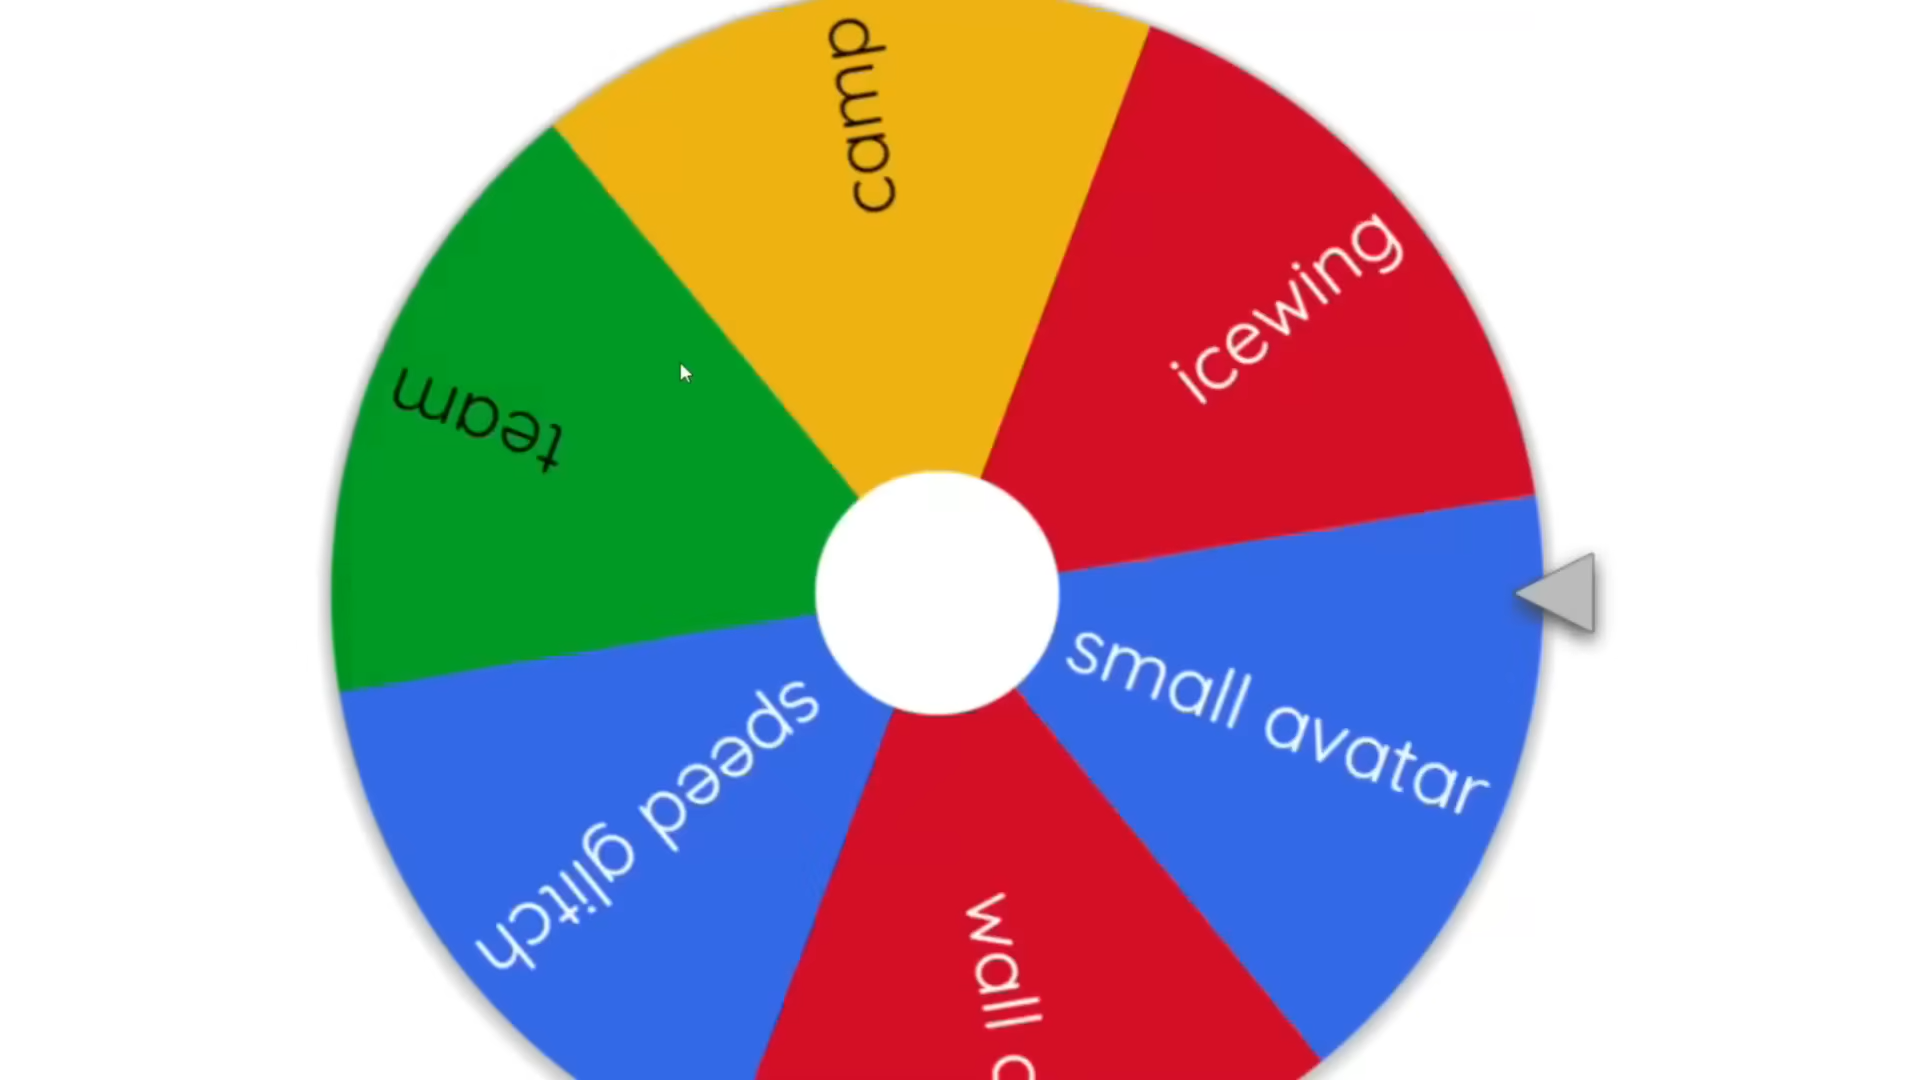 camp
icewing
team
small avatar
speed glitch
wall